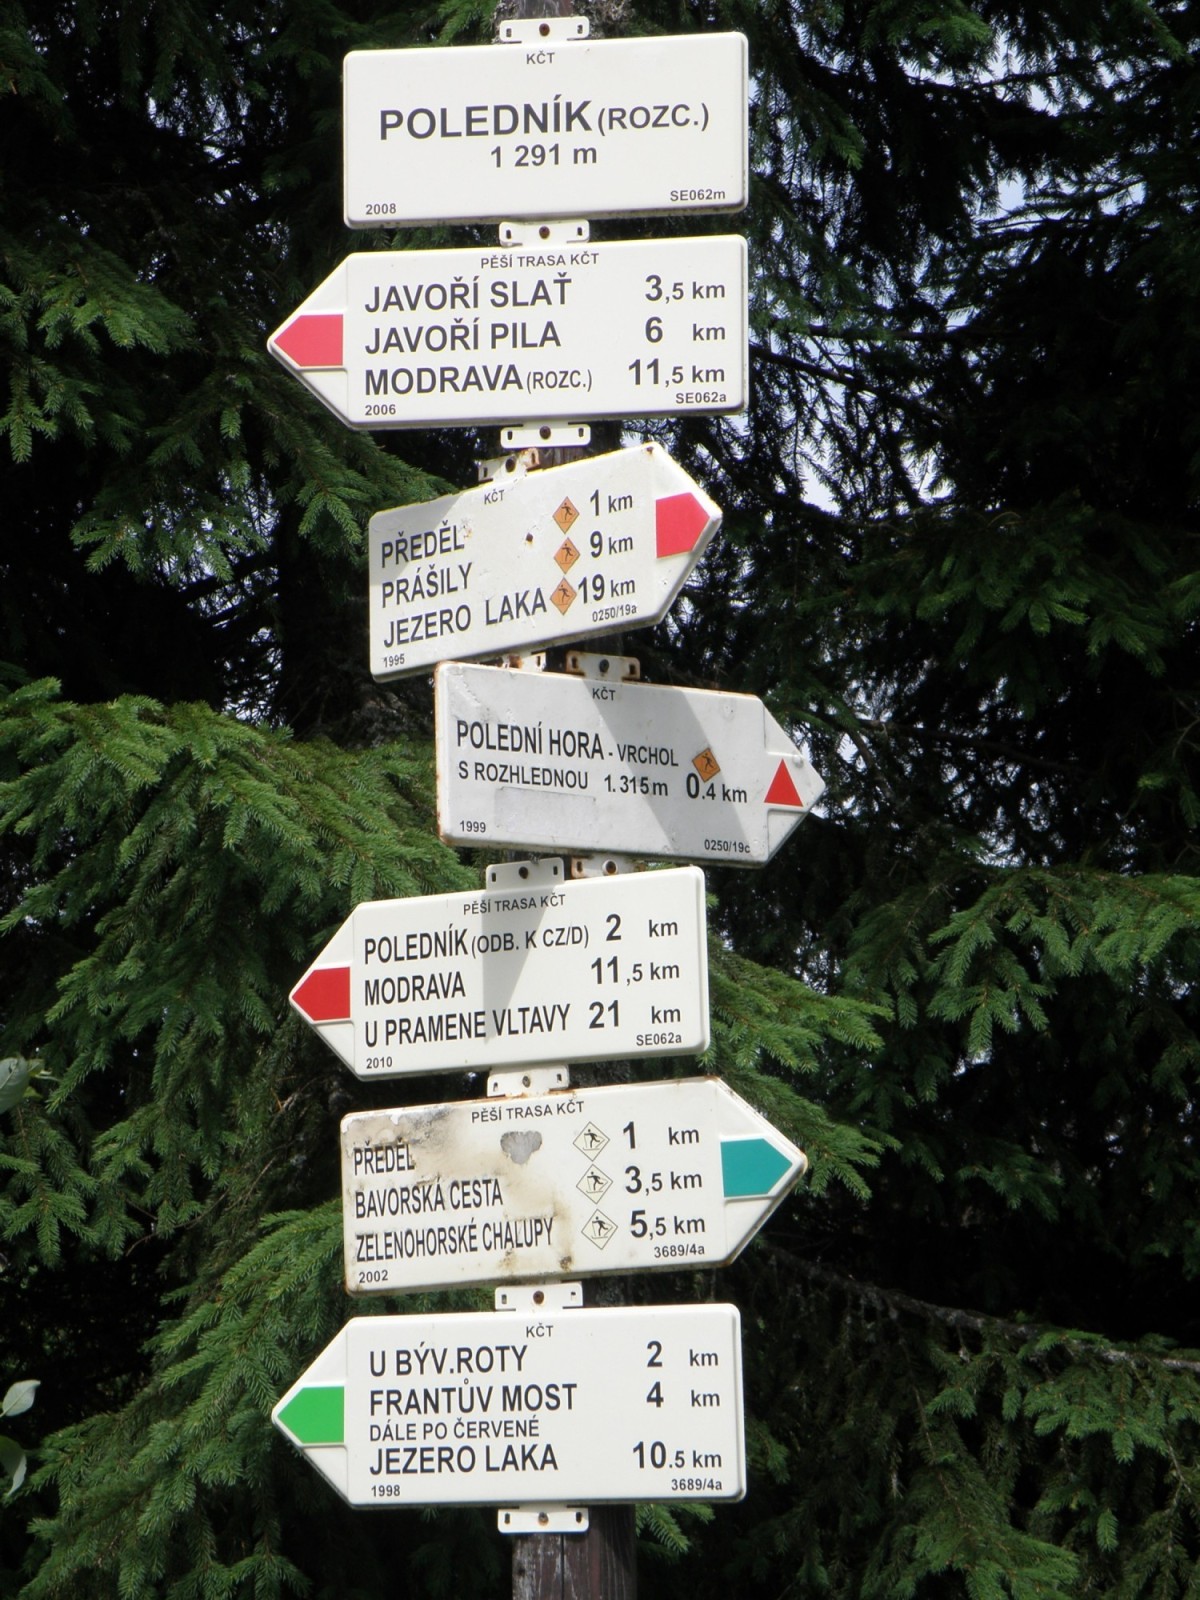 KČT
POLEDNÍK (ROZC.)
1 291 m
2008 SE062m
PĚŠÍ TRASA KČT
JAVOŘÍ SLAŤ 3,5 km
JAVOŘÍ PILA 6 km
MODRAVA (ROZC.) 11,5 km
2006 SE062a
KČT
PŘEDĚL 1 km
PRÁŠILY 9 km
JEZERO LAKA 19 km
1995 0250/19a
KČT
POLEDNÍ HORA - VRCHOL
S ROZHLEDNOU 1.315 m 0.4 km
1999 0250/19c
PĚŠÍ TRASA KČT
POLEDNÍK (ODB. K CZ/D) 2 km
MODRAVA 11,5 km
U PRAMENE VLTAVY 21 km
2010 SE062a
PĚŠÍ TRASA KČT
PŘEDĚL 1 km
BAVORSKÁ CESTA 3,5 km
ZELENOHORSKÉ CHALUPY 5,5 km
2002 3689/4a
KČT
U BÝV.ROTY 2 km
FRANTŮV MOST 4 km
DÁLE PO ČERVENÉ
JEZERO LAKA 10.5 km
1998 3689/4a